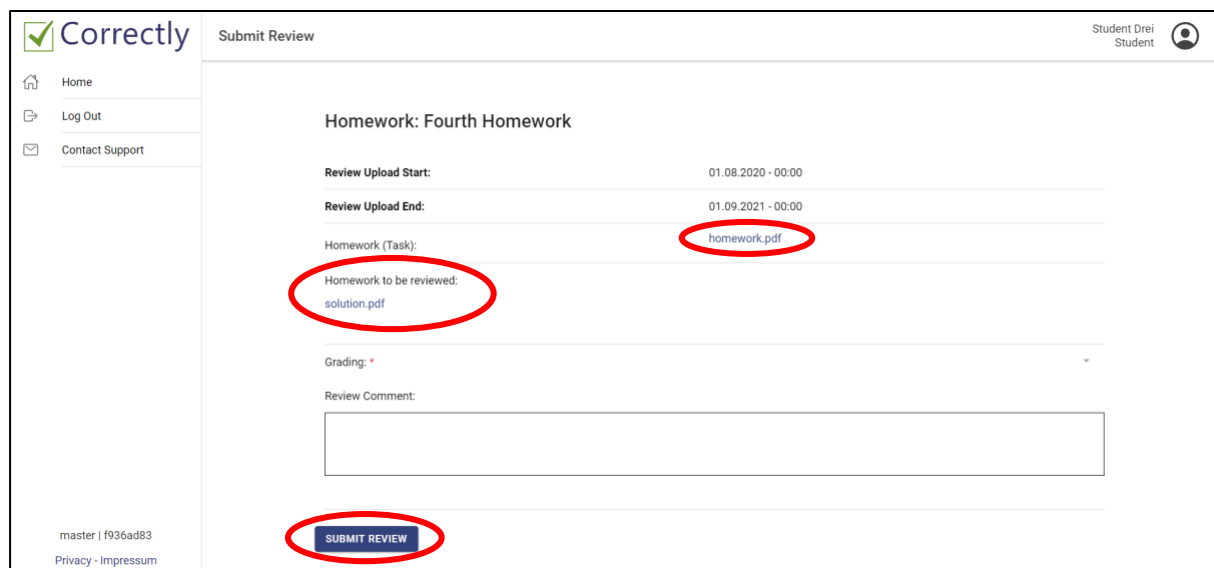 Correctly
Submit Review
Student Drei
Student
Home
Log Out
Contact Support
Homework: Fourth Homework
Review Upload Start: 01.08.2020 - 00:00
Review Upload End: 01.09.2021 - 00:00
Homework (Task): homework.pdf
Homework to be reviewed:
solution.pdf
Grading: *
Review Comment:
SUBMIT REVIEW
master | f936ad83
Privacy - Impressum